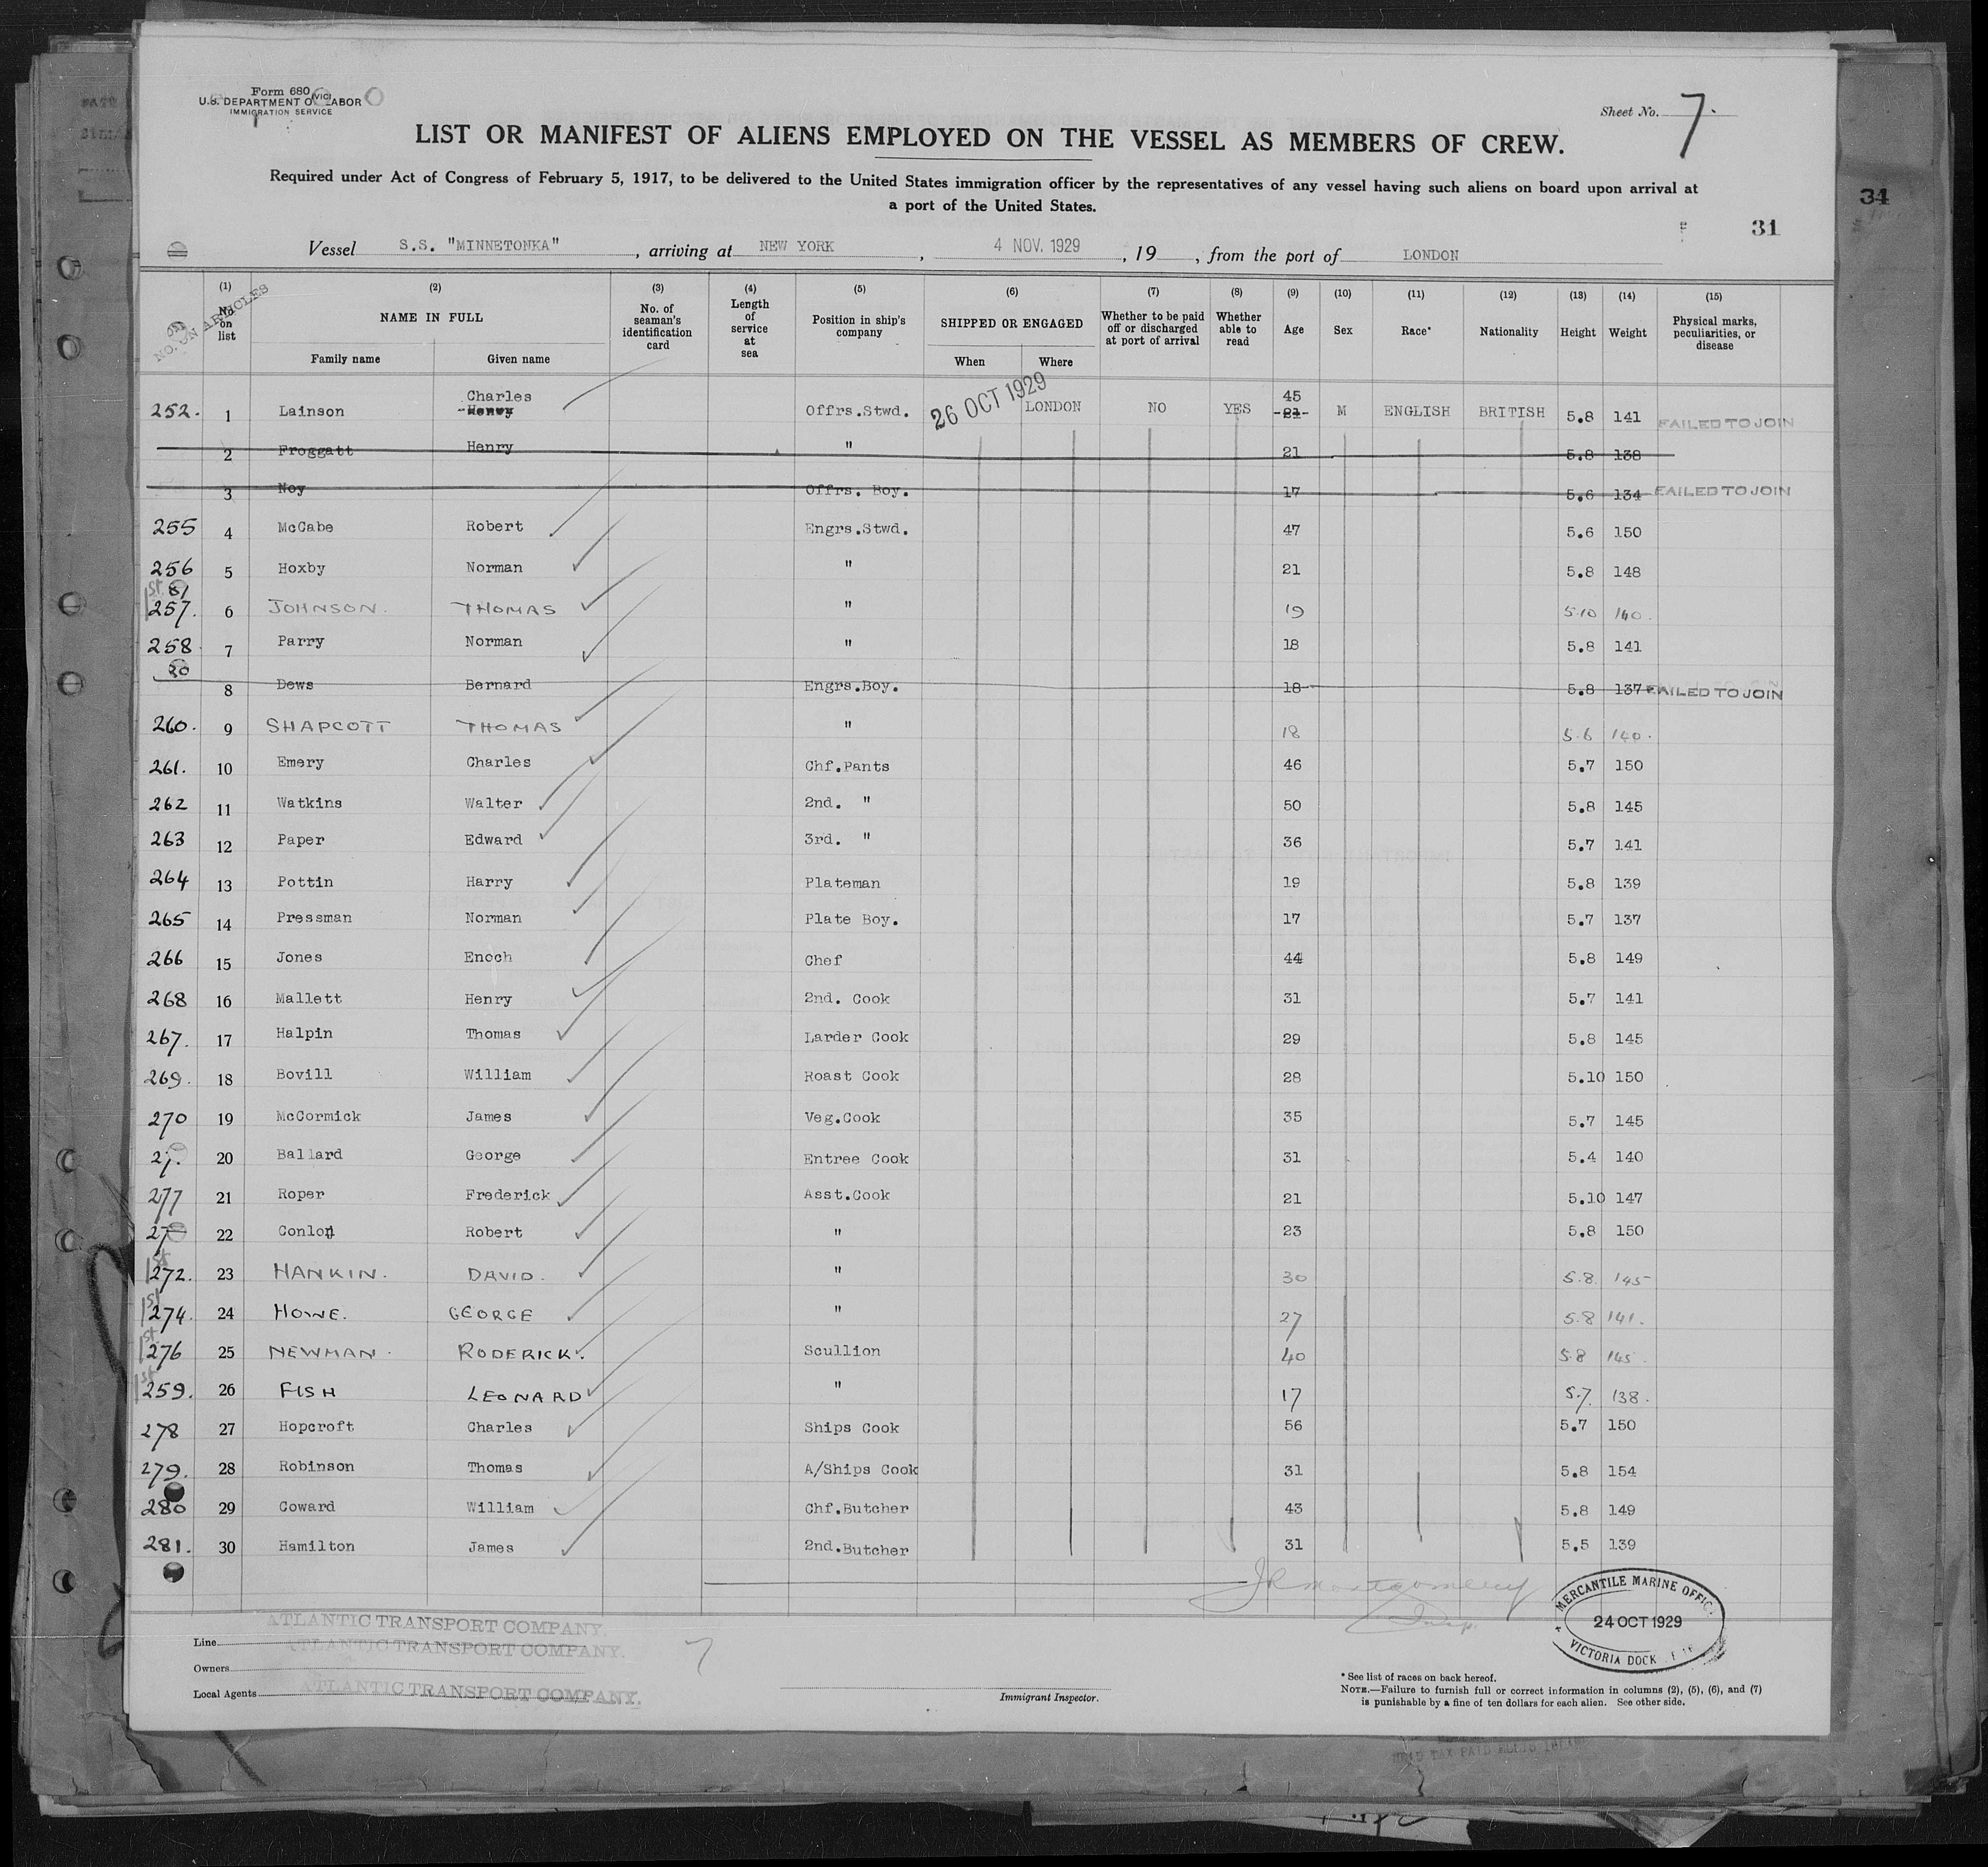 Form 680
U.S. DEPARTMENT OF LABOR
IMMIGRATION SERVICE
Sheet No. 7.
LIST OR MANIFEST OF ALIENS EMPLOYED ON THE VESSEL AS MEMBERS OF CREW.
Required under Act of Congress of February 5, 1917, to be delivered to the United States immigration officer by the representatives of any vessel having such aliens on board upon arrival at
a port of the United States.
34
31
Vessel S.S. "MINNETONKA", arriving at NEW YORK, 4 NOV. 1929, 19, from the port of LONDON
NO. ON ARTICLES
(1) No. on list
(2) NAME IN FULL Family name Given name
(3) No. of seaman's identification card
(4) Length of service at sea
(5) Position in ship's company
(6) SHIPPED OR ENGAGED When Where
(7) Whether to be paid off or discharged at port of arrival
(8) Whether able to read
(9) Age
(10) Sex
(11) Race*
(12) Nationality
(13) Height
(14) Weight
(15) Physical marks, peculiarities, or disease
252. 1 Lainson Charles Henry Offrs.Stwd. 26 OCT 1929 LONDON NO YES 45 21 M ENGLISH BRITISH 5.8 141 FAILED TO JOIN
2 Froggatt Henry " 21 5.8 138
3 Noy Offrs. Boy. 17 5.6 134 FAILED TO JOIN
255 4 McCabe Robert Engrs.Stwd. 47 5.6 150
256 5 Hoxby Norman " 21 5.8 148
1st 81
257. 6 JOHNSON. THOMAS " 19 5.10 140.
258 7 Parry Norman " 18 5.8 141
8 Dews Bernard Engrs.Boy. 18 5.8 137 FAILED TO JOIN
260. 9 SHAPCOTT THOMAS " 18 5.6 140.
261. 10 Emery Charles Chf.Pants 46 5.7 150
262 11 Watkins Walter 2nd. " 50 5.8 145
263 12 Paper Edward 3rd. " 36 5.7 141
264 13 Pottin Harry Plateman 19 5.8 139
265 14 Pressman Norman Plate Boy. 17 5.7 137
266 15 Jones Enoch Chef 44 5.8 149
268 16 Mallett Henry 2nd. Cook 31 5.7 141
267. 17 Halpin Thomas Larder Cook 29 5.8 145
269. 18 Bovill William Roast Cook 28 5.10 150
270 19 McCormick James Veg.Cook 35 5.7 145
20 Ballard George Entree Cook 31 5.4 140
277 21 Roper Frederick Asst.Cook 21 5.10 147
22 Conlon Robert " 23 5.8 150
1st
272. 23 HANKIN. DAVID. " 30 5.8. 145
1st
274. 24 HOWE. GEORGE " 27 5.8 141.
1st
276 25 NEWMAN. RODERICK. Scullion 40 5.8 145.
1st
259. 26 FISH LEONARD " 17 5.7. 138.
278 27 Hopcroft Charles Ships Cook 56 5.7 150
279. 28 Robinson Thomas A/Ships Cook 31 5.8 154
280 29 Coward William Chf.Butcher 43 5.8 149
281. 30 Hamilton James 2nd.Butcher 31 5.5 139
JR Montgomery
Insp.
MERCANTILE MARINE OFFICE
24 OCT 1929
VICTORIA DOCK
Line ATLANTIC TRANSPORT COMPANY.
Owners ATLANTIC TRANSPORT COMPANY.
Local Agents ATLANTIC TRANSPORT COMPANY.
7
Immigrant Inspector.
* See list of races on back hereof.
NOTE.—Failure to furnish full or correct information in columns (2), (5), (6), and (7)
is punishable by a fine of ten dollars for each alien. See other side.